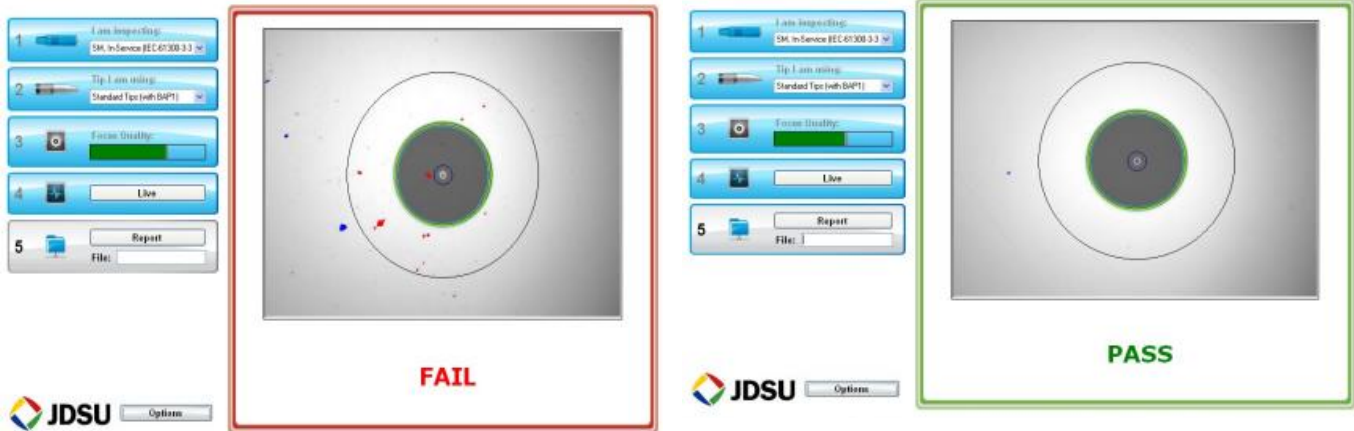 1
I am inspecting:
SM, In-Service (IEC-61300-3-3
2
Tip I am using:
Standard Tips (with BAP1)
3
Focus Quality:
4
Live
5
Report
File:
JDSU
Options
FAIL
1
I am inspecting:
SM, In-Service (IEC-61300-3-3
2
Tip I am using:
Standard Tips (with BAP1)
3
Focus Quality:
4
Live
5
Report
File:
JDSU
Options
PASS